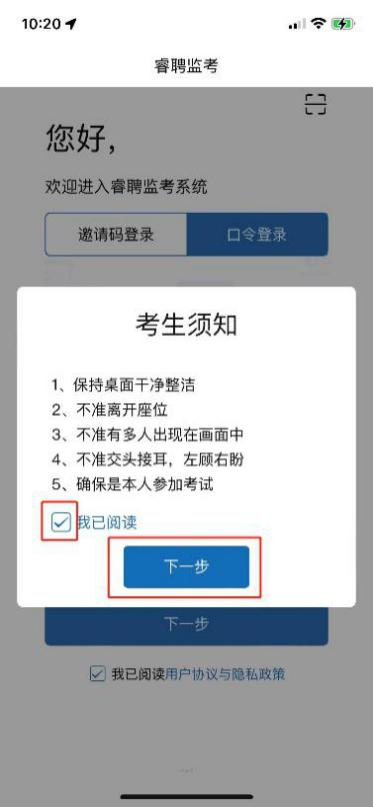 10:20
睿聘监考
您好,
欢迎进入睿聘监考系统
邀请码登录
口令登录
考生须知
1、保持桌面干净整洁
2、不准离开座位
3、不准有多人出现在画面中
4、不准交头接耳，左顾右盼
5、确保是本人参加考试
我已阅读
下一步
下一步
我已阅读用户协议与隐私政策